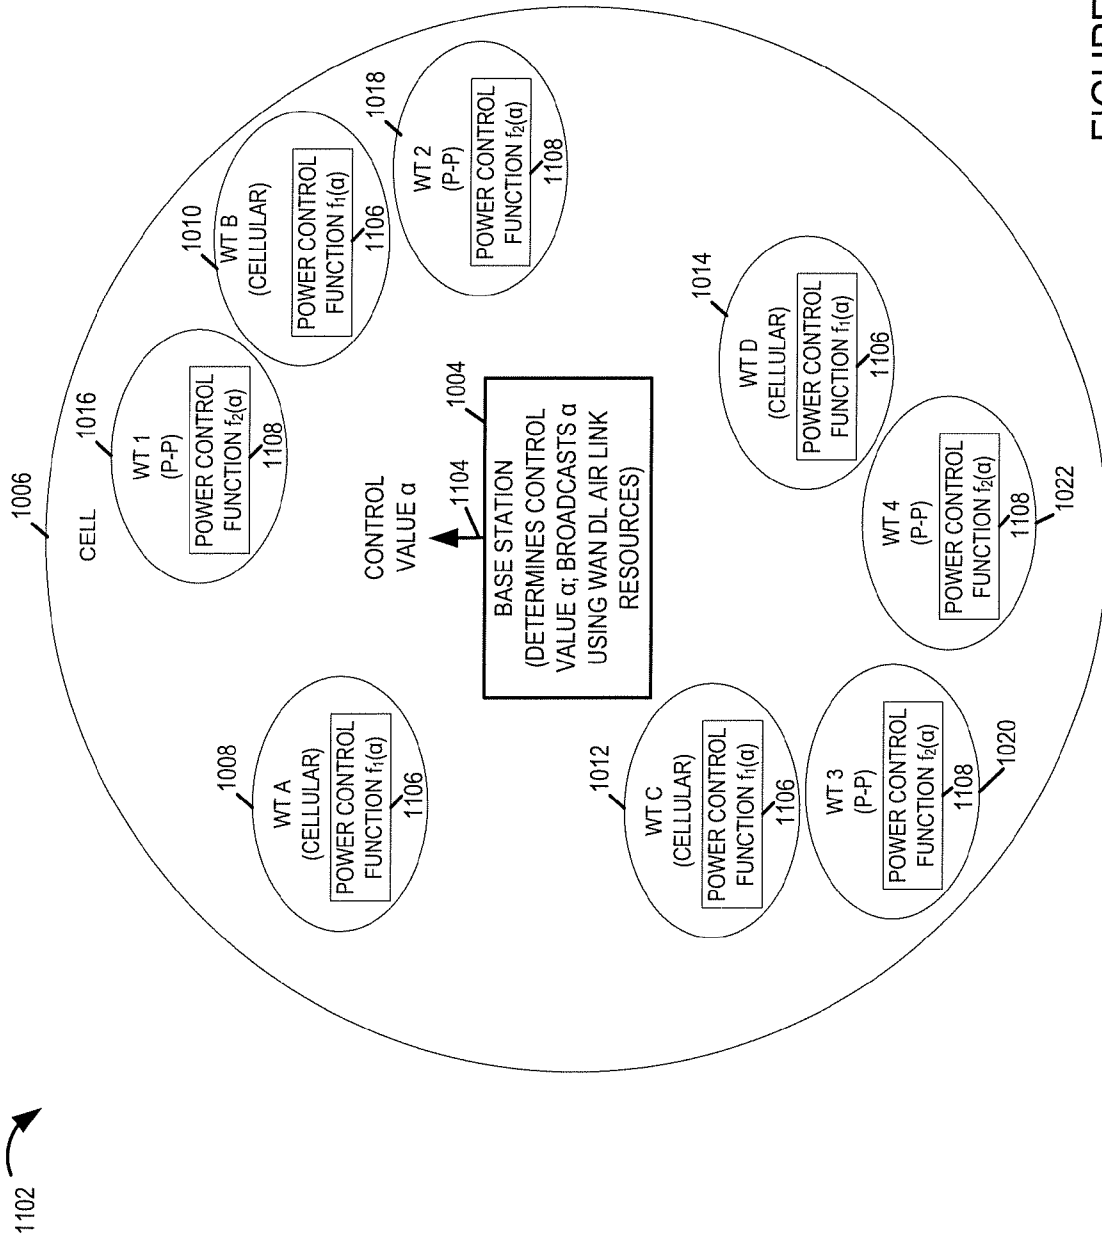 1102
1006
CELL
1016
WT 1
(P-P)
POWER CONTROL
FUNCTION f₂(α)
1108
1010
WT B
(CELLULAR)
POWER CONTROL
FUNCTION f₁(α)
1106
1008
WT A
(CELLULAR)
POWER CONTROL
FUNCTION f₁(α)
1106
CONTROL
VALUE α
1104
1018
WT 2
(P-P)
POWER CONTROL
FUNCTION f₂(α)
1108
1004
BASE STATION
(DETERMINES CONTROL
VALUE α; BROADCASTS α
USING WAN DL AIR LINK
RESOURCES)
1012
WT C
(CELLULAR)
POWER CONTROL
FUNCTION f₁(α)
1106
1014
WT D
(CELLULAR)
POWER CONTROL
FUNCTION f₁(α)
1106
WT 3
(P-P)
POWER CONTROL
FUNCTION f₂(α)
1108
1020
WT 4
(P-P)
POWER CONTROL
FUNCTION f₂(α)
1108
1022
FIGURE